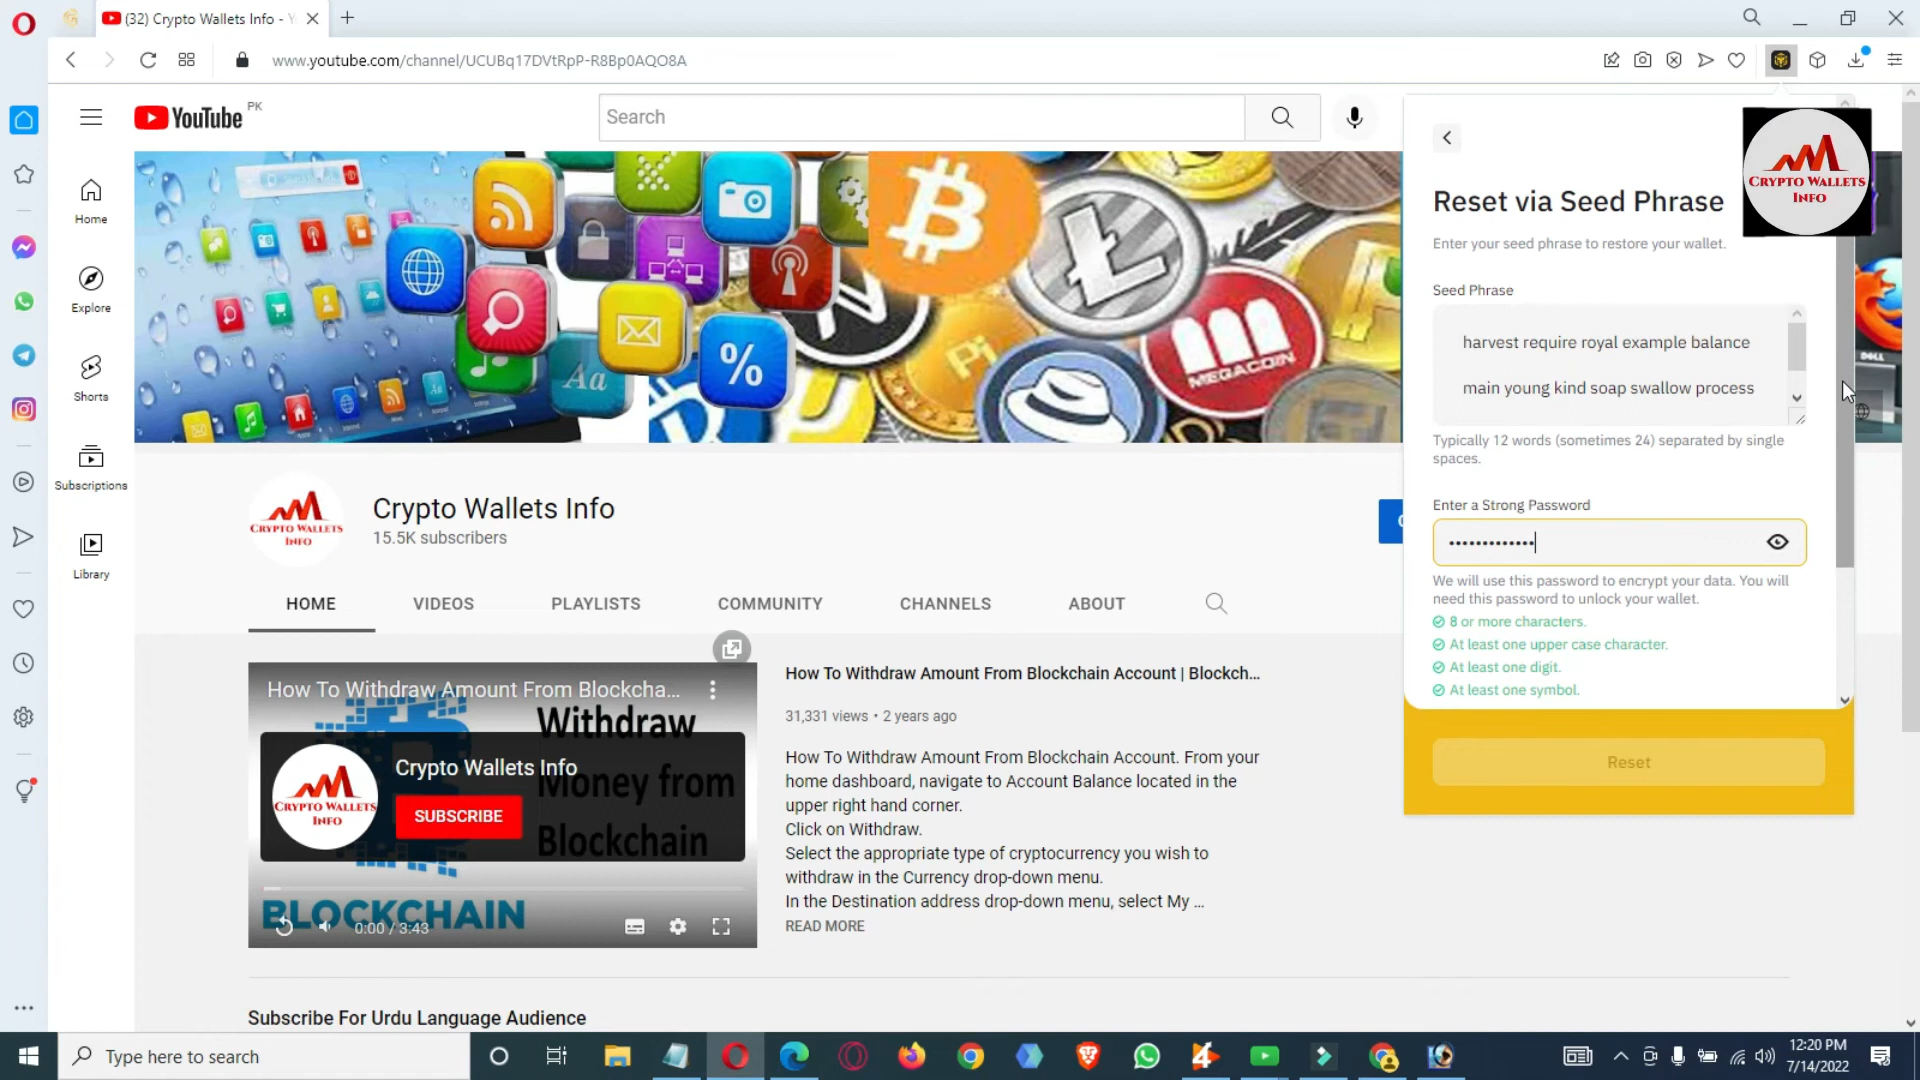 (32) Crypto Wallets Info - Y
www.youtube.com/channel/UCUBq17DVtRpP-R8Bp0AQO8A
YouTube PK
Search
Home
Explore
Shorts
Subscriptions
Library
Aa
%
MEGACOIN
DELL
CRYPTO WALLETS
INFO
Crypto Wallets Info
15.5K subscribers
HOME VIDEOS PLAYLISTS COMMUNITY CHANNELS ABOUT
How To Withdraw Amount From Blockcha...
Withdraw
Money from
Blockchain
BLOCKCHAIN
CRYPTO WALLETS
INFO
Crypto Wallets Info
SUBSCRIBE
0:00 / 3:43
How To Withdraw Amount From Blockchain Account | Blockch...
31,331 views • 2 years ago
How To Withdraw Amount From Blockchain Account. From your
home dashboard, navigate to Account Balance located in the
upper right hand corner.
Click on Withdraw.
Select the appropriate type of cryptocurrency you wish to
withdraw in the Currency drop-down menu.
In the Destination address drop-down menu, select My ...
READ MORE
Subscribe For Urdu Language Audience
CRYPTO WALLETS
INFO
Reset via Seed Phrase
Enter your seed phrase to restore your wallet.
Seed Phrase
harvest require royal example balance
main young kind soap swallow process
Typically 12 words (sometimes 24) separated by single
spaces.
Enter a Strong Password
•••••••••••••
We will use this password to encrypt your data. You will
need this password to unlock your wallet.
8 or more characters.
At least one upper case character.
At least one digit.
At least one symbol.
Reset
Type here to search
12:20 PM
7/14/2022